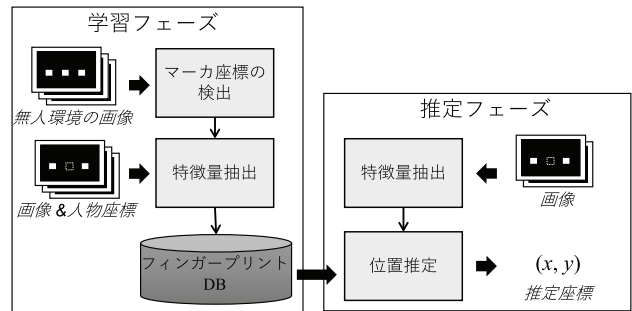 学習フェーズ
マーカ座標の
検出
無人環境の画像
特徴量抽出
画像&人物座標
フィンガープリント
DB
推定フェーズ
特徴量抽出
画像
位置推定
(x, y)
推定座標